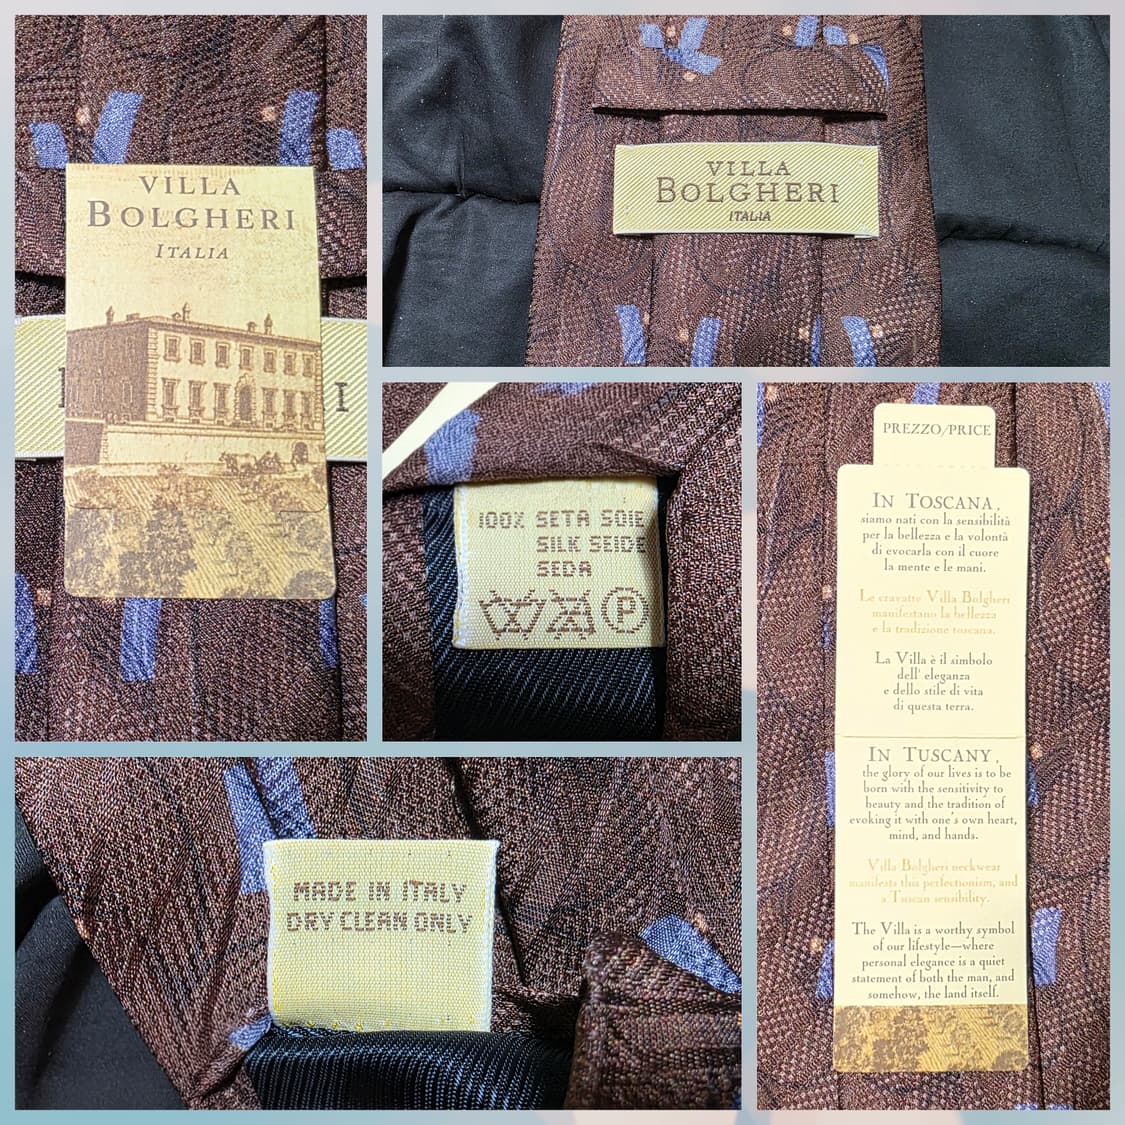 VILLA
BOLGHERI
ITALIA
VILLA
BOLGHERI
ITALIA
I
100% SETA SOIE
SILK SEIDE
SEDA
P
PREZZO/PRICE
IN TOSCANA,
siamo nati con la sensibilità
per la bellezza e la volontà
di evocarla con il cuore
la mente e le mani.
Le cravatte Villa Bolgheri
manifestano la bellezza
e la tradizione toscana.
La Villa è il simbolo
dell' eleganza
e dello stile di vita
di questa terra.
IN TUSCANY,
the glory of our lives is to be
born with the sensitivity to
beauty and the tradition of
evoking it with one's own heart,
mind, and hands.
Villa Bolgheri neckwear
manifests this perfectionism, and
a Tuscan sensibility.
The Villa is a worthy symbol
of our lifestyle—where
personal elegance is a quiet
statement of both the man, and
somehow, the land itself.
MADE IN ITALY
DRY CLEAN ONLY